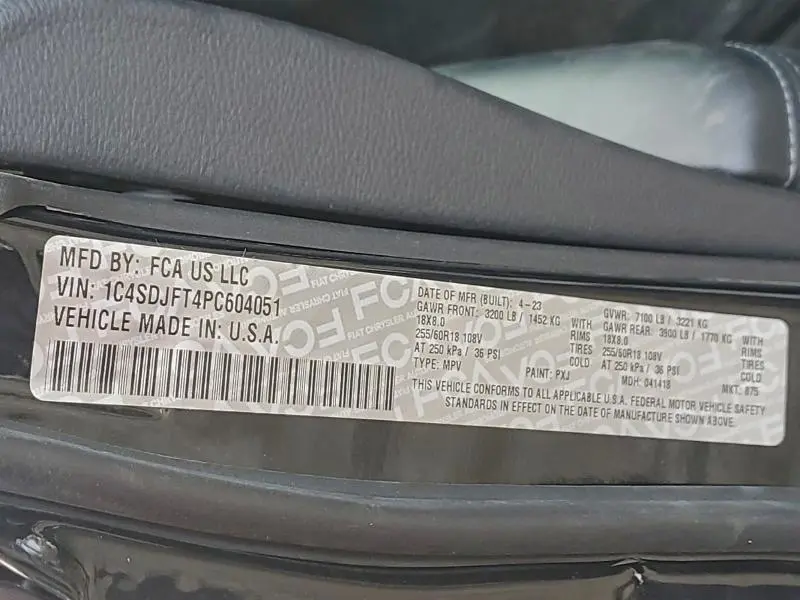 MFD BY: FCA US LLC
VIN: 1C4SDJFT4PC604051
VEHICLE MADE IN: U.S.A.
DATE OF MFR (BUILT): 4-23 GVWR: 7100 LB / 3221 KG
GAWR FRONT: 3200 LB / 1452 KG WITH GAWR REAR: 3900 LB / 1770 KG WITH
18X8.0 RIMS 18X8.0 RIMS
255/60R18 108V TIRES 255/60R18 108V TIRES
AT 250 kPa / 36 PSI COLD AT 250 kPa / 36 PSI COLD
TYPE: MPV PAINT: PXJ MDH: 041418 MKT: 875
THIS VEHICLE CONFORMS TO ALL APPLICABLE U.S.A. FEDERAL MOTOR VEHICLE SAFETY
STANDARDS IN EFFECT ON THE DATE OF MANUFACTURE SHOWN ABOVE.